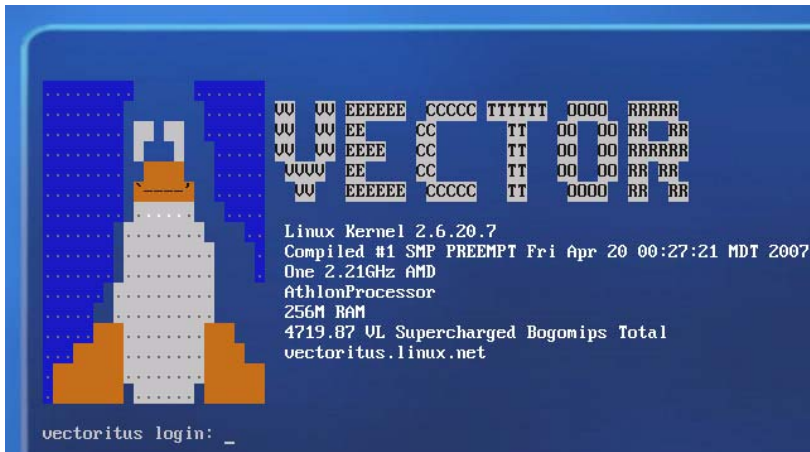 VECTOR
Linux Kernel 2.6.20.7
Compiled #1 SMP PREEMPT Fri Apr 20 00:27:21 MDT 2007
One 2.21GHz AMD
AthlonProcessor
256M RAM
4719.87 VL Supercharged Bogomips Total
vectoritus.linux.net
vectoritus login: _